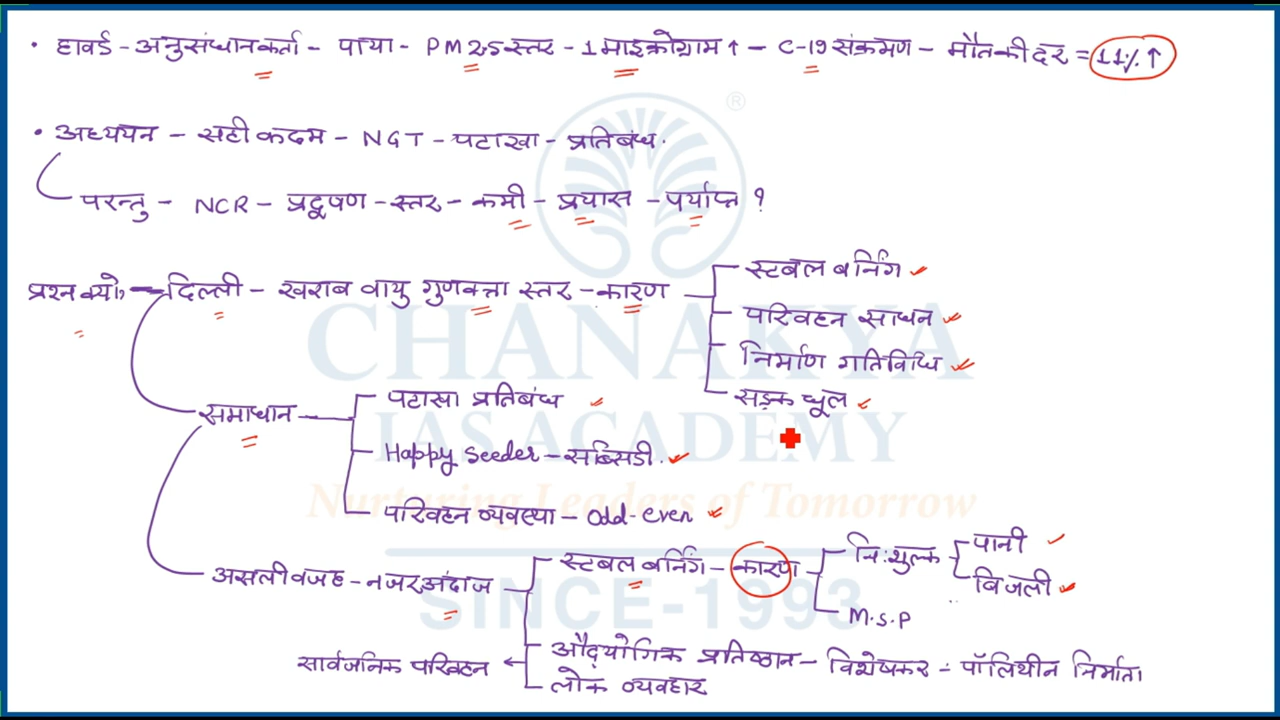 • हावर्ड - अनुसंधानकर्ता - पाया - PM 2.5 स्तर - 1 माइक्रोग्राम ↑ - C-19 संक्रमण - मौत की दर = 11% ↑
®
• अध्ययन - सही कदम - NGT - पटाखा - प्रतिबंध.
परन्तु - NCR - प्रदूषण - स्तर - कमी - प्रयास - पर्याप्त ?
स्टबल बर्निंग
प्रश्न क्यों, - दिल्ली - खराब वायु गुणवत्ता स्तर - कारण
परिवहन साधन
निर्माण गतिविधि
सड़क धूल
CHANAKYA
IAS ACADEMY
Nurturing Leaders of Tomorrow
SINCE-1993
समाधान
पटाखा प्रतिबंध
Happy Seeder - सब्सिडी.
परिवहन व्यवस्था - odd-even
असली वजह - नजरअंदाज
स्टबल बर्निंग - कारण
नि:शुल्क
पानी
बिजली
M.S.P
औद्योगिक प्रतिष्ठान - विशेषकर - पॉलिथीन निर्माता
सार्वजनिक परिवहन
लोक व्यवहार